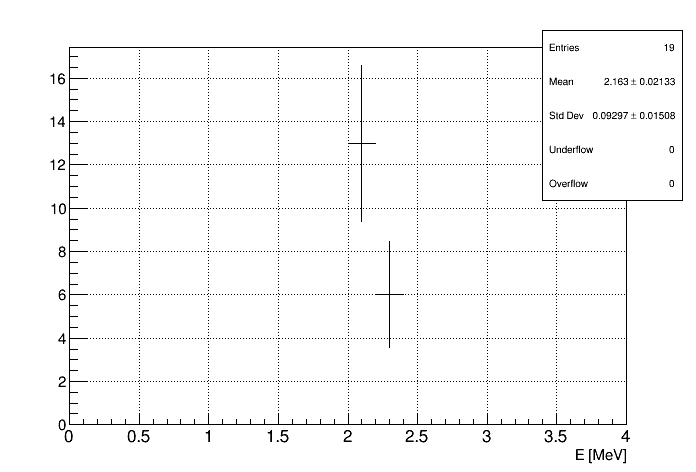 Entries 19
Mean 2.163 ± 0.02133
Std Dev 0.09297 ± 0.01508
Underflow 0
Overflow 0
16
14
12
10
8
6
4
2
0
0 0.5 1 1.5 2 2.5 3 3.5 4
E [MeV]